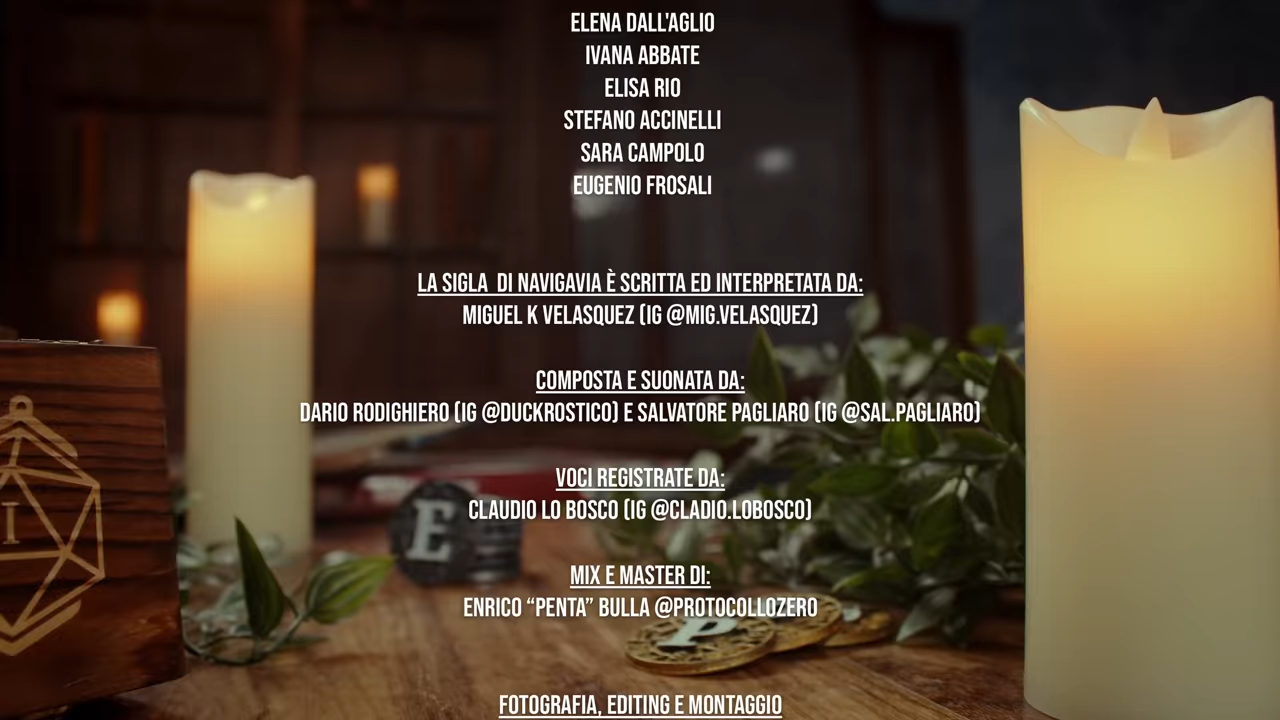 ELENA DALL'AGLIO
IVANA ABBATE
ELISA RIO
STEFANO ACCINELLI
SARA CAMPOLO
EUGENIO FROSALI
LA SIGLA DI NAVIGAVIA È SCRITTA ED INTERPRETATA DA:
MIGUEL K VELASQUEZ (IG @MIG.VELASQUEZ)
COMPOSTA E SUONATA DA:
DARIO RODIGHIERO (IG @DUCKROSTICO) E SALVATORE PAGLIARO (IG @SAL.PAGLIARO)
VOCI REGISTRATE DA:
CLAUDIO LO BOSCO (IG @CLADIO.LOBOSCO)
E
MIX E MASTER DI:
ENRICO “PENTA” BULLA @PROTOCOLLOZERO
P
I
FOTOGRAFIA, EDITING E MONTAGGIO